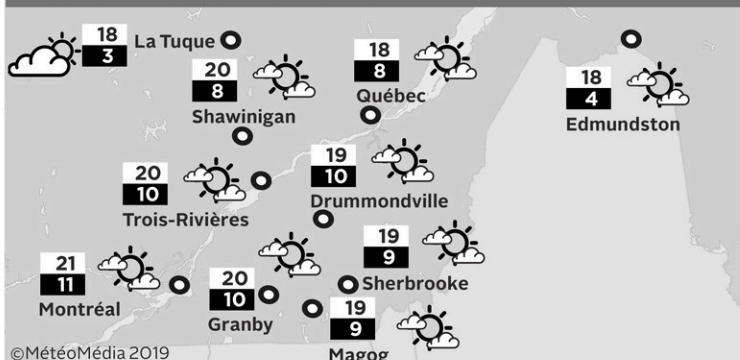 18
3
La Tuque
20
8
Shawinigan
18
8
Québec
18
4
Edmundston
20
10
Trois-Rivières
19
10
Drummondville
21
11
Montréal
20
10
Granby
19
9
Sherbrooke
19
9
Magog
©MétéoMédia 2019